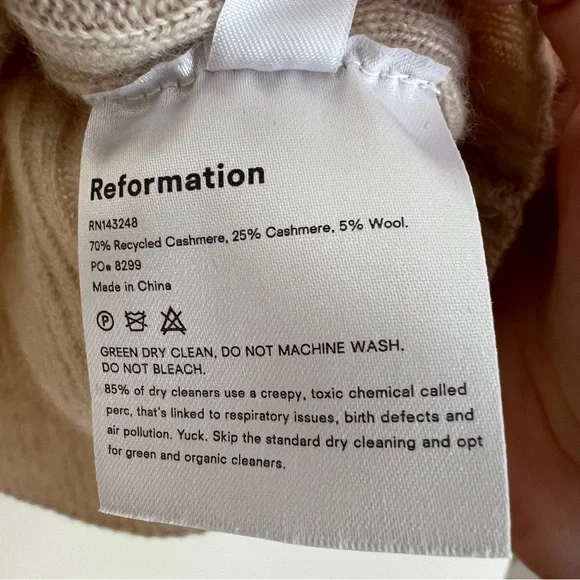 Reformation
RN143248
70% Recycled Cashmere, 25% Cashmere, 5% Wool.
PO# 8299
Made in China
P
GREEN DRY CLEAN, DO NOT MACHINE WASH.
DO NOT BLEACH.
85% of dry cleaners use a creepy, toxic chemical called
perc, that's linked to respiratory issues, birth defects and
air pollution. Yuck. Skip the standard dry cleaning and opt
for green and organic cleaners.